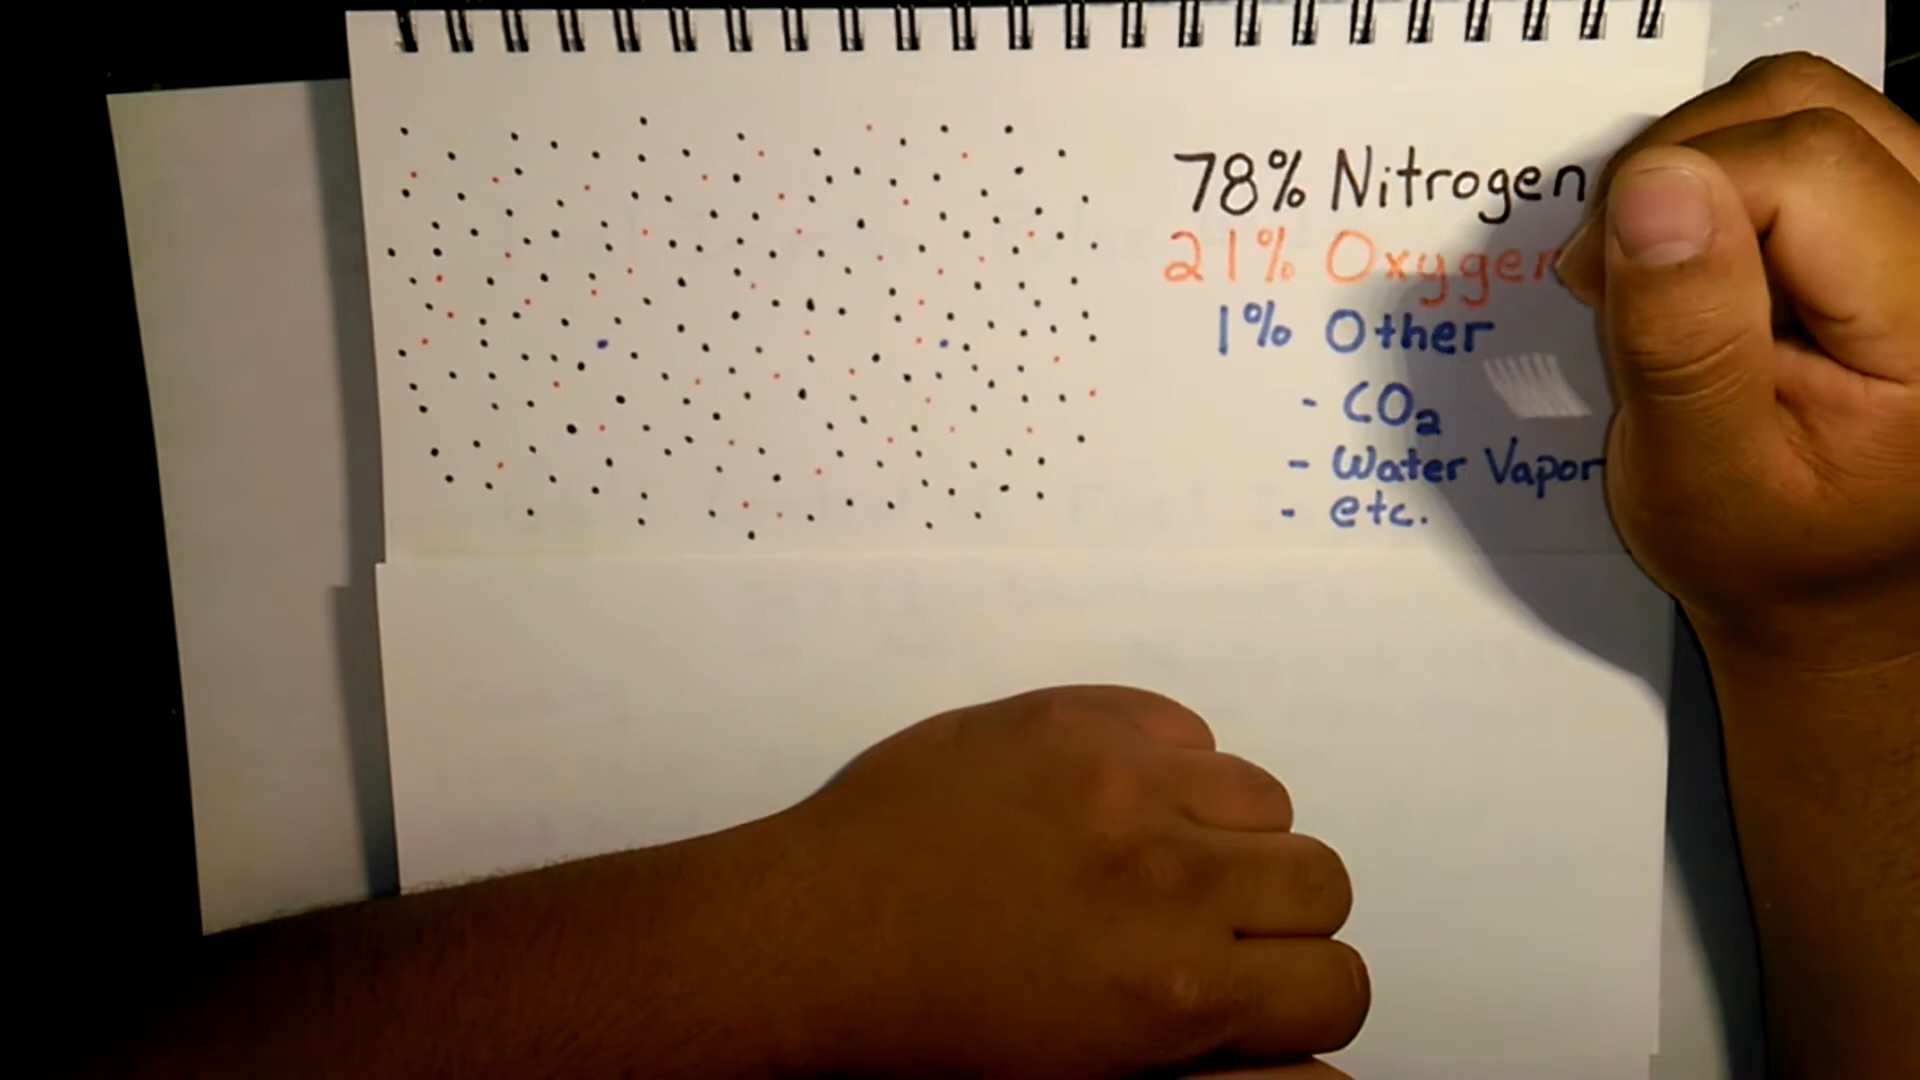 78% Nitrogen
21% Oxygen
1% Other
- CO₂
- Water Vapor
- etc.